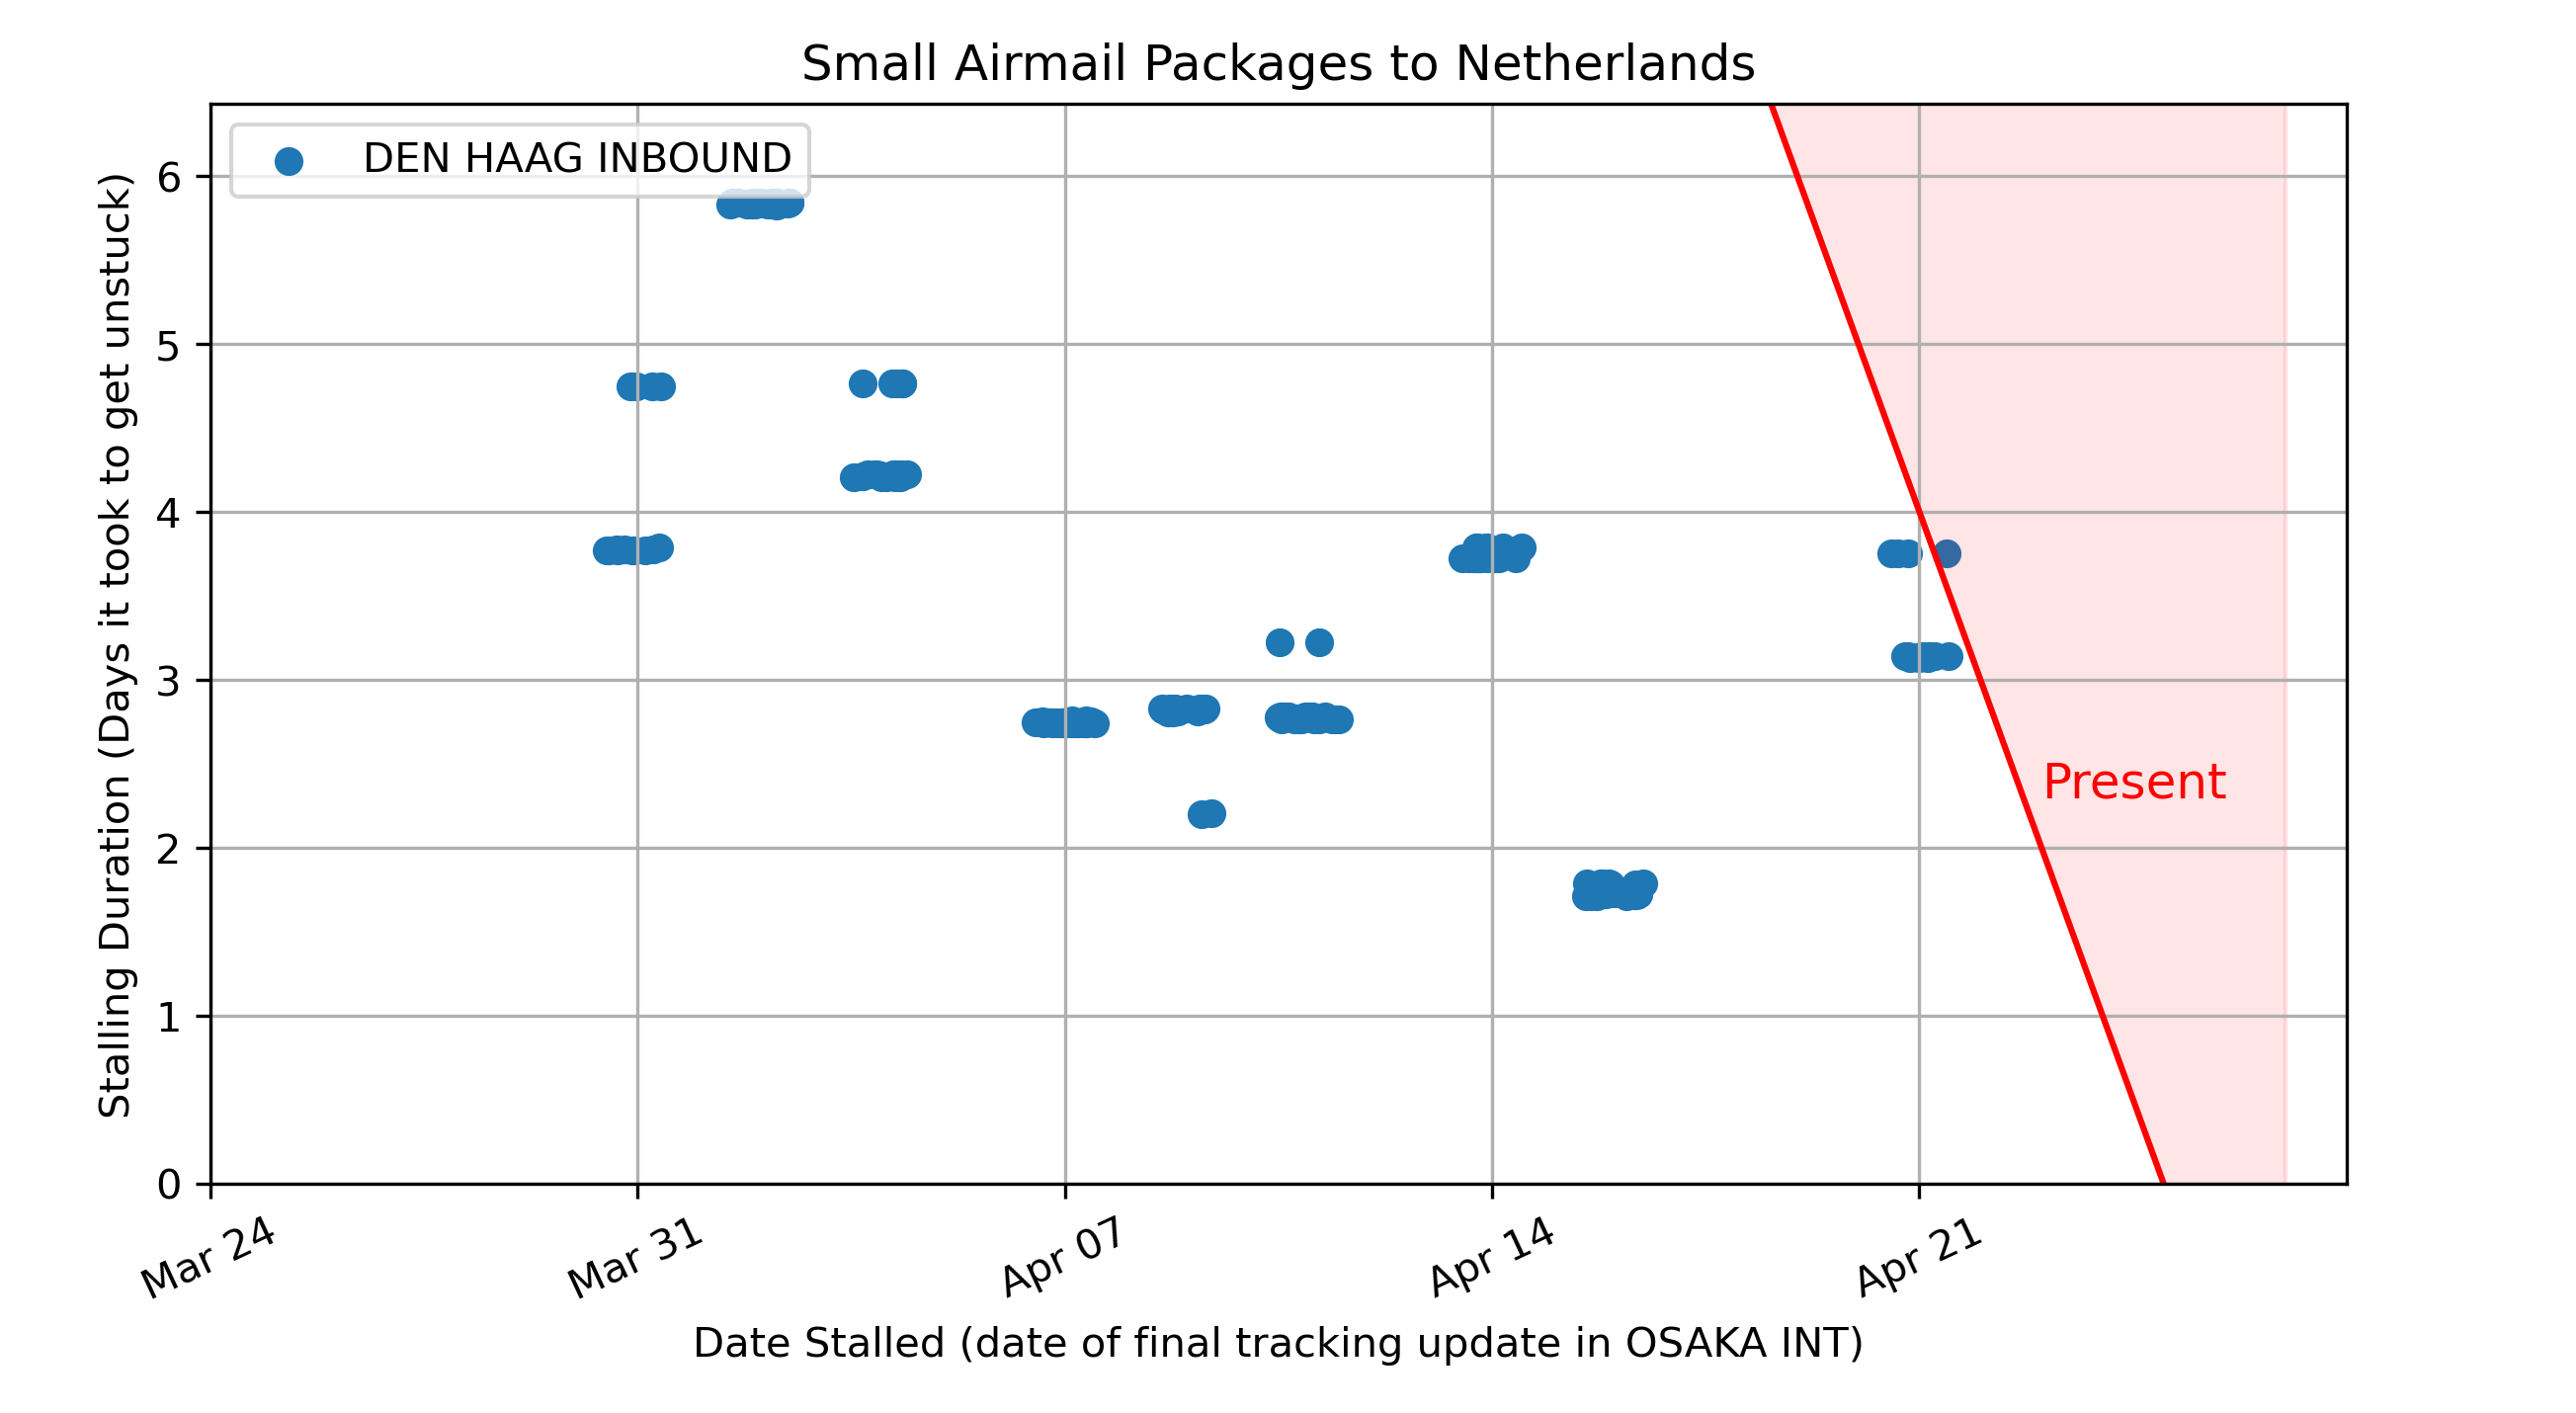 Small Airmail Packages to Netherlands
DEN HAAG INBOUND
Stalling Duration (Days it took to get unstuck)
6
5
4
3
2
1
0
Present
Mar 24
Mar 31
Apr 07
Apr 14
Apr 21
Date Stalled (date of final tracking update in OSAKA INT)